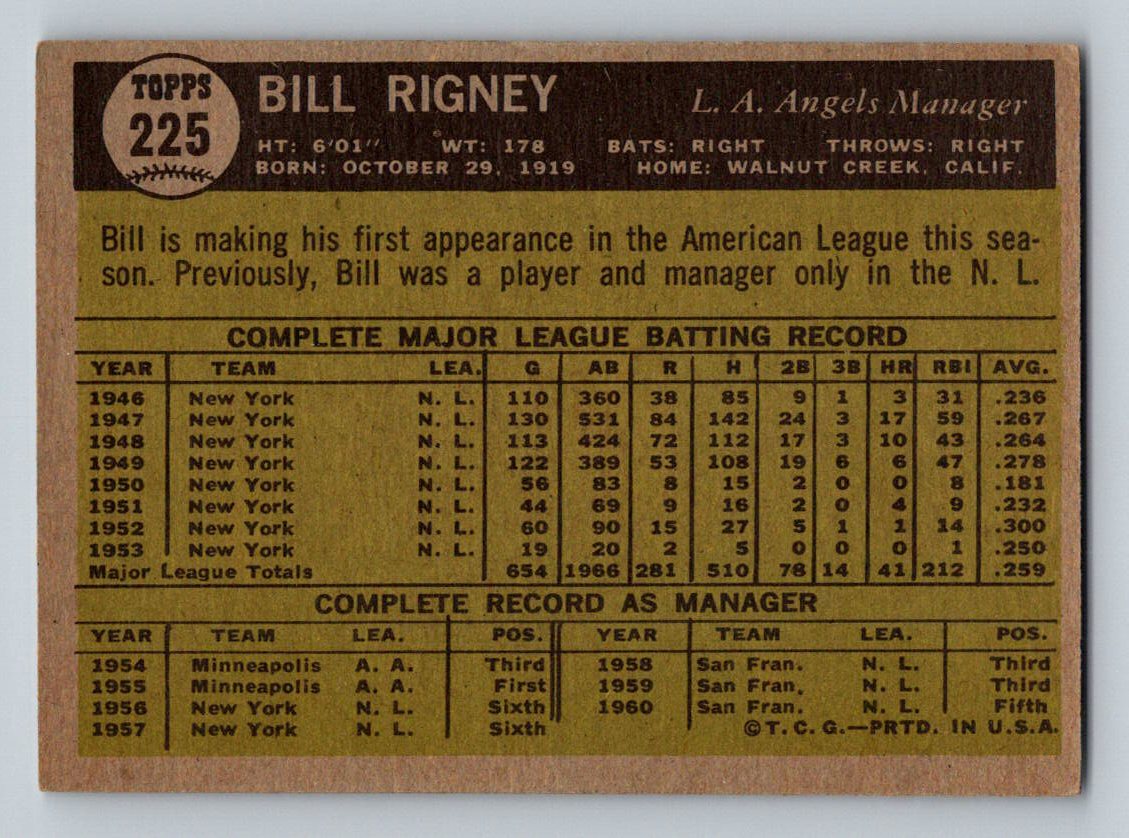 TOPPS
225
BILL RIGNEY L. A. Angels Manager
HT: 6'01" WT: 178 BATS: RIGHT THROWS: RIGHT
BORN: OCTOBER 29, 1919 HOME: WALNUT CREEK, CALIF.
Bill is making his first appearance in the American League this sea-
son. Previously, Bill was a player and manager only in the N. L.
COMPLETE MAJOR LEAGUE BATTING RECORD
YEAR TEAM LEA. G AB R H 2B 3B HR RBI AVG.
1946 New York N. L. 110 360 38 85 9 1 3 31 .236
1947 New York N. L. 130 531 84 142 24 3 17 59 .267
1948 New York N. L. 113 424 72 112 17 3 10 43 .264
1949 New York N. L. 122 389 53 108 19 6 6 47 .278
1950 New York N. L. 56 83 8 15 2 0 0 8 .181
1951 New York N. L. 44 69 9 16 2 0 4 9 .232
1952 New York N. L. 60 90 15 27 5 1 1 14 .300
1953 New York N. L. 19 20 2 5 0 0 0 1 .250
Major League Totals 654 1966 281 510 78 14 41 212 .259
COMPLETE RECORD AS MANAGER
YEAR TEAM LEA. POS. YEAR TEAM LEA. POS.
1954 Minneapolis A. A. Third 1958 San Fran. N. L. Third
1955 Minneapolis A. A. First 1959 San Fran. N. L. Third
1956 New York N. L. Sixth 1960 San Fran. N. L. Fifth
1957 New York N. L. Sixth ©T. C. G.—PRTD. IN U.S.A.